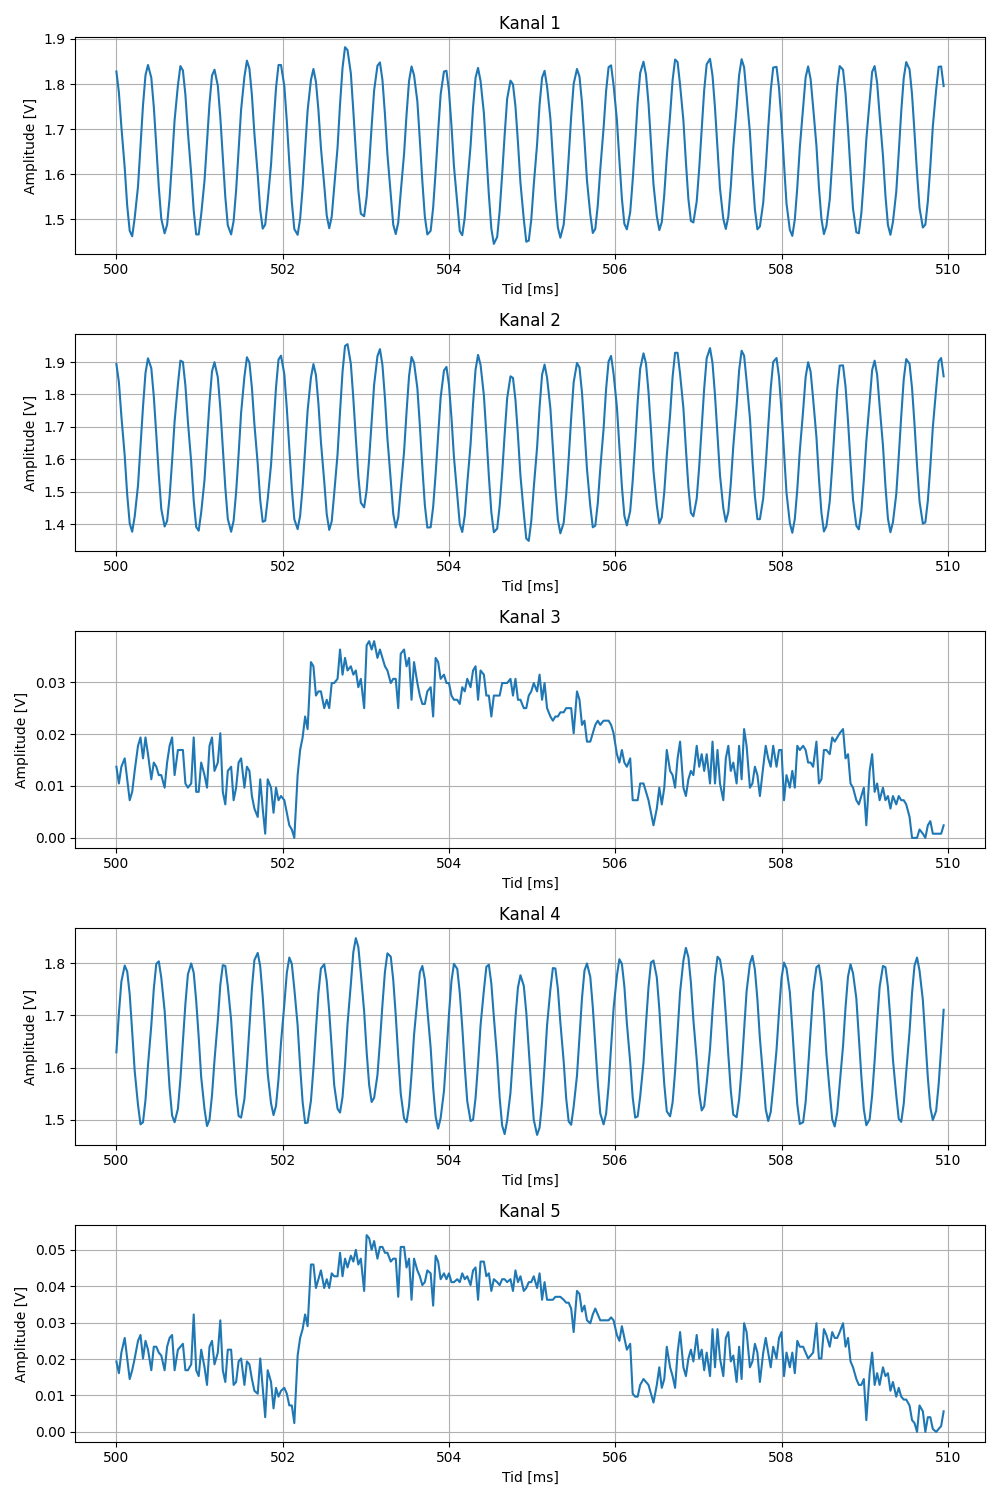 Kanal 1
Amplitude [V]
1.9
1.8
1.7
1.6
1.5
500 502 504 506 508 510
Tid [ms]
Kanal 2
Amplitude [V]
1.9
1.8
1.7
1.6
1.5
1.4
500 502 504 506 508 510
Tid [ms]
Kanal 3
Amplitude [V]
0.03
0.02
0.01
0.00
500 502 504 506 508 510
Tid [ms]
Kanal 4
Amplitude [V]
1.8
1.7
1.6
1.5
500 502 504 506 508 510
Tid [ms]
Kanal 5
Amplitude [V]
0.05
0.04
0.03
0.02
0.01
0.00
500 502 504 506 508 510
Tid [ms]